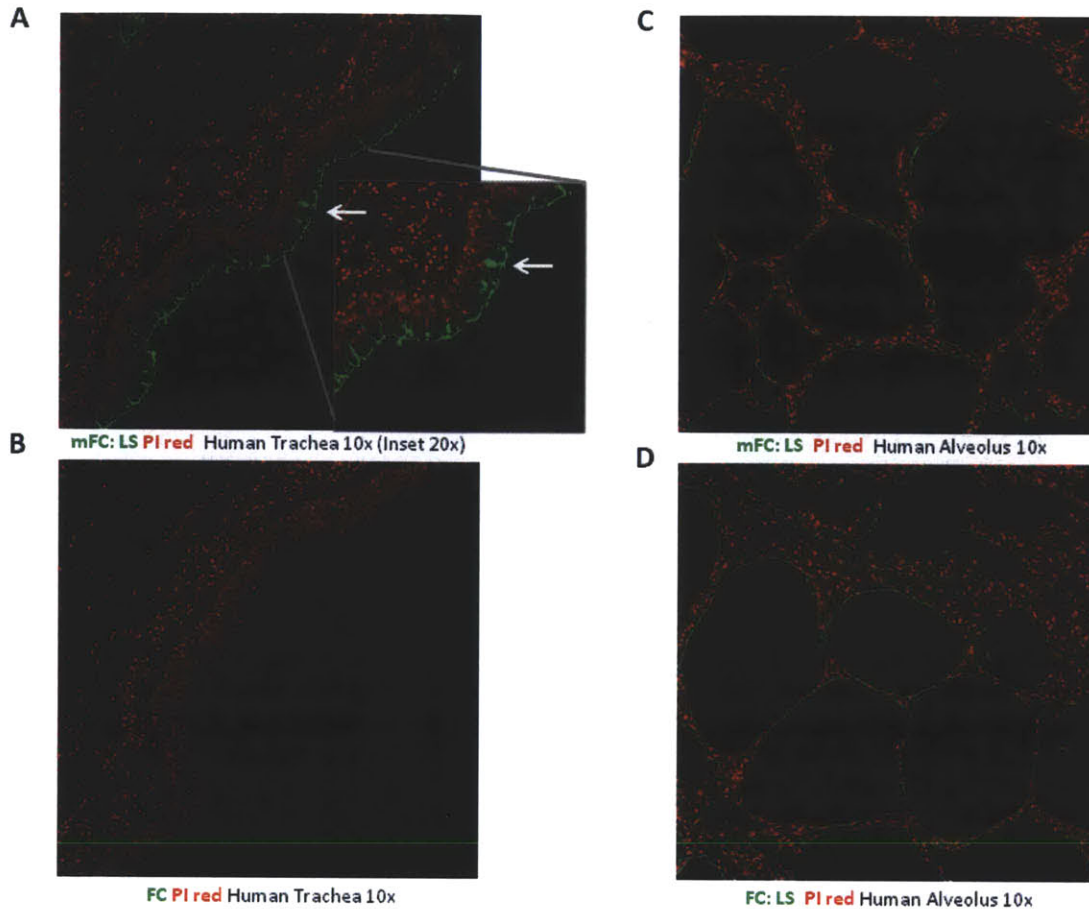 A
C
mFC: LS PI red Human Trachea 10x (Inset 20x)
mFC: LS PI red Human Alveolus 10x
B
D
FC PI red Human Trachea 10x
FC: LS PI red Human Alveolus 10x